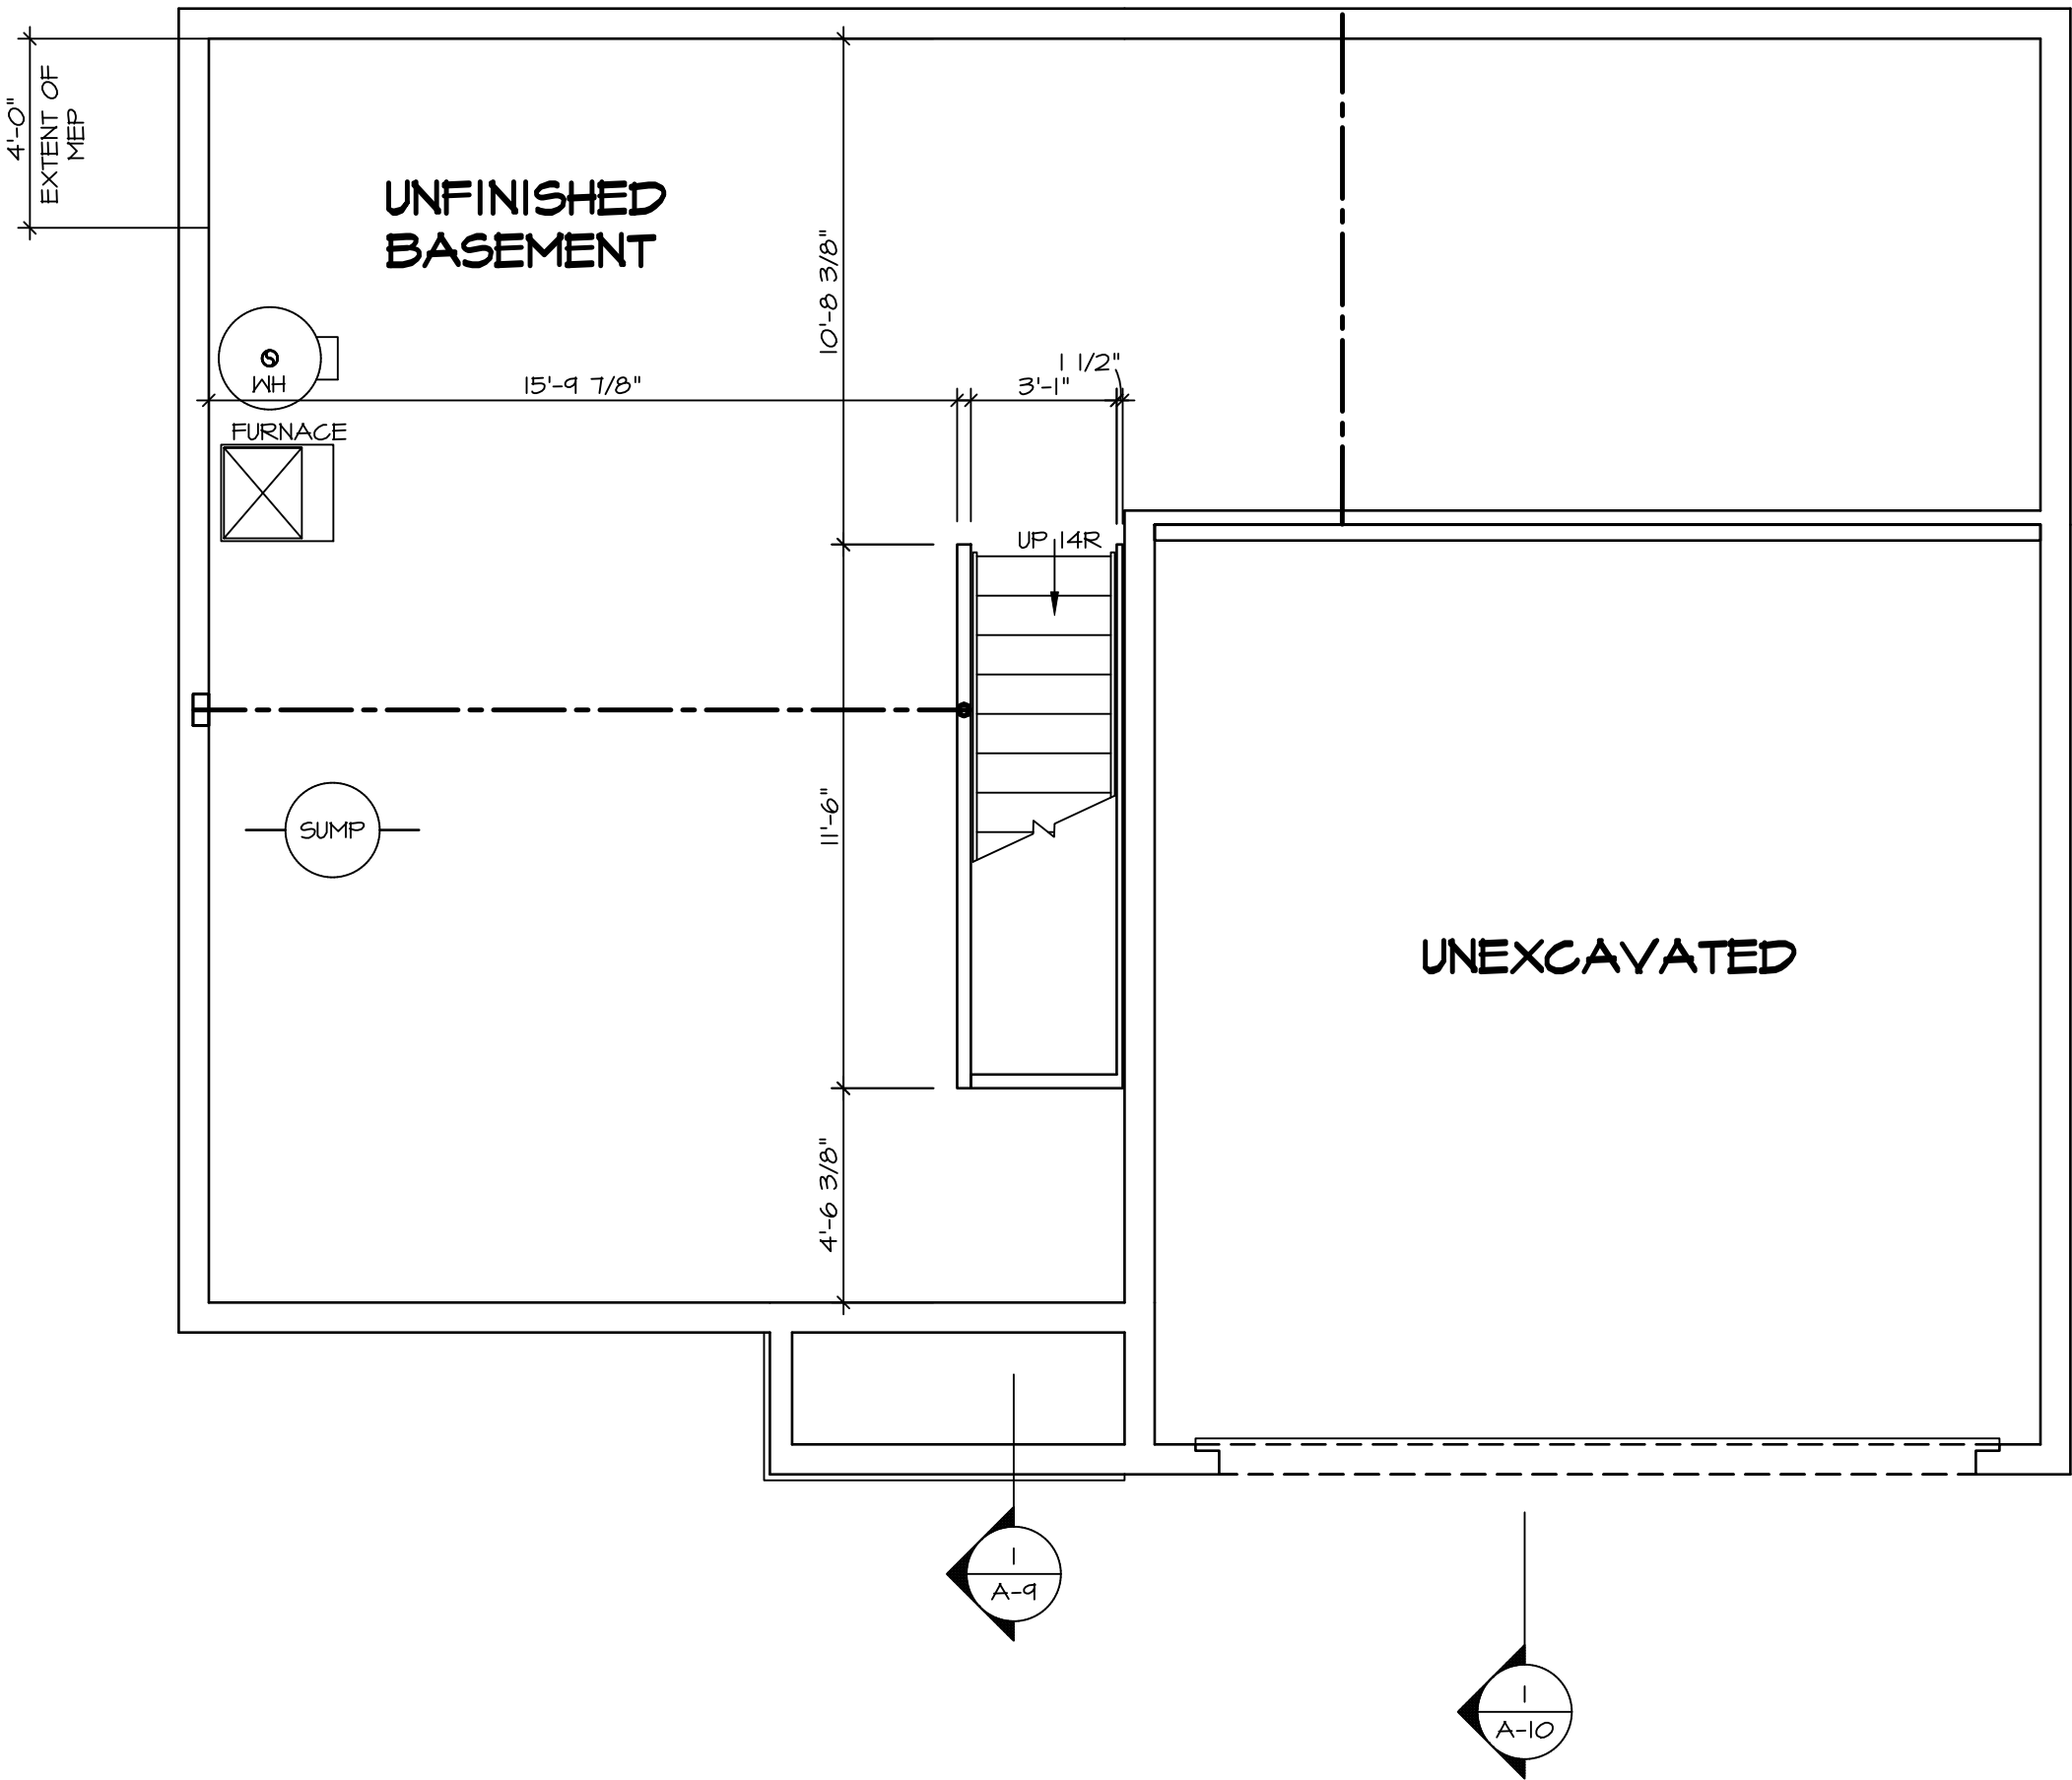 4'-0"
EXTENT OF
MEP
UNFINISHED
BASEMENT
10'-8 3/8"
WH
15'-9 7/8"
1 1/2"
3'-1"
FURNACE
UP 14R
11'-6"
SUMP
UNEXCAVATED
4'-6 3/8"
1
A-9
1
A-10